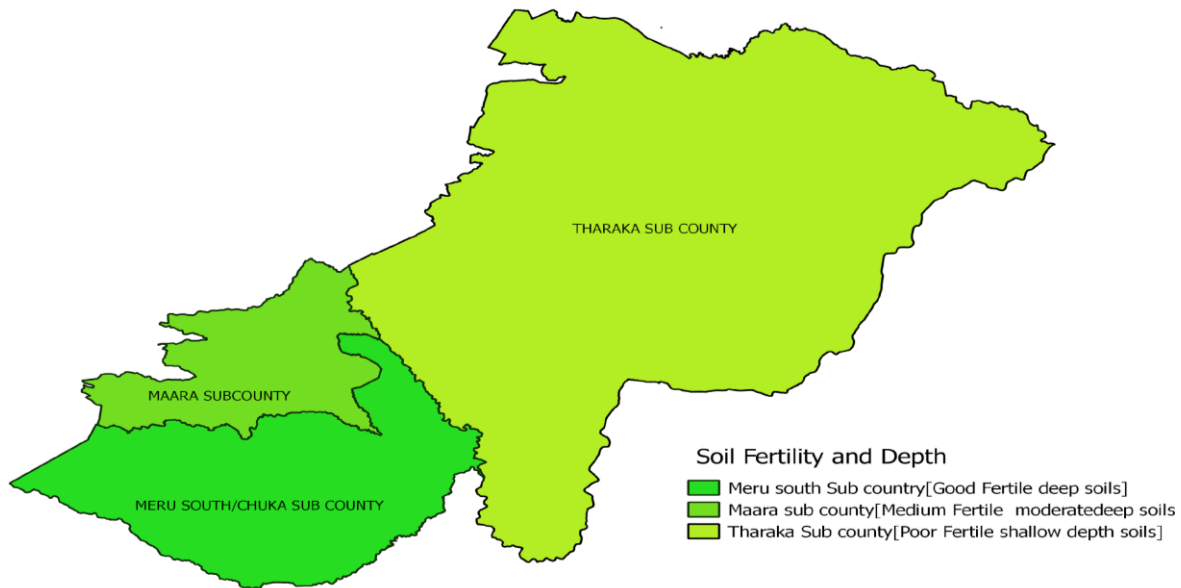 THARAKA SUB COUNTY
MAARA SUBCOUNTY
MERU SOUTH/CHUKA SUB COUNTY
Soil Fertility and Depth
Meru south Sub country[Good Fertile deep soils]
Maara sub county[Medium Fertile moderatedeep soils
Tharaka Sub county[Poor Fertile shallow depth soils]